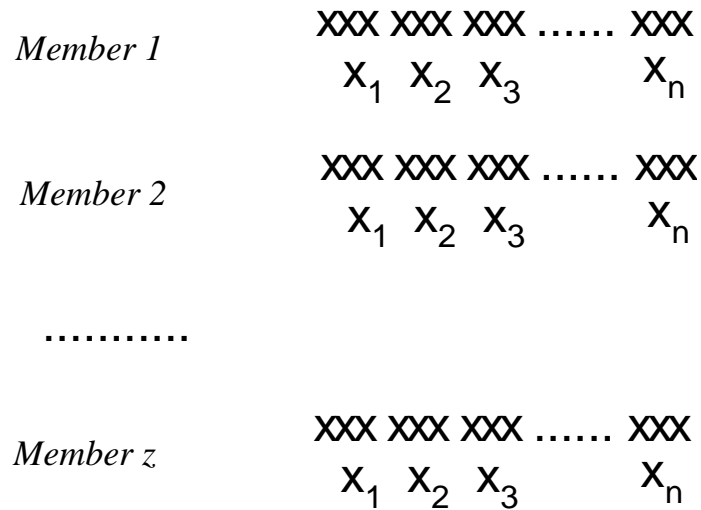 Member 1 xxx xxx xxx ...... xxx
x₁ x₂ x₃ xₙ
Member 2 xxx xxx xxx ...... xxx
x₁ x₂ x₃ xₙ
...........
Member z xxx xxx xxx ...... xxx
x₁ x₂ x₃ xₙ